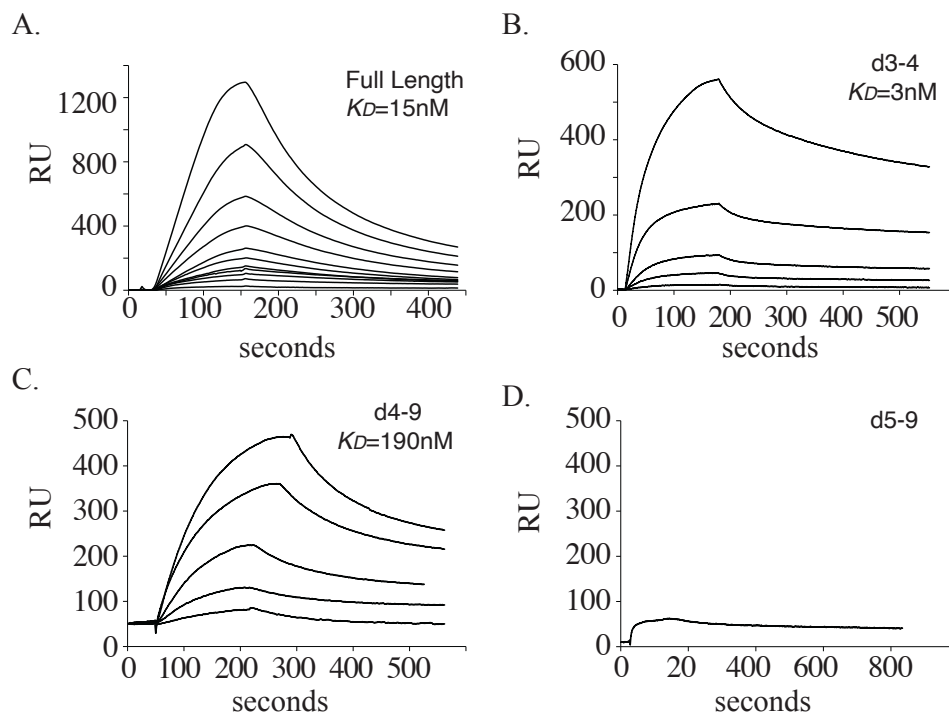 A.
Full Length
KD=15nM
1200
800
400
0
RU
0 100 200 300 400
seconds
B.
d3-4
KD=3nM
600
400
200
0
RU
0 100 200 300 400 500
seconds
C.
d4-9
KD=190nM
500
400
300
200
100
0
RU
0 100 200 300 400 500
seconds
D.
d5-9
500
400
300
200
100
0
RU
0 20 400 600 800
seconds